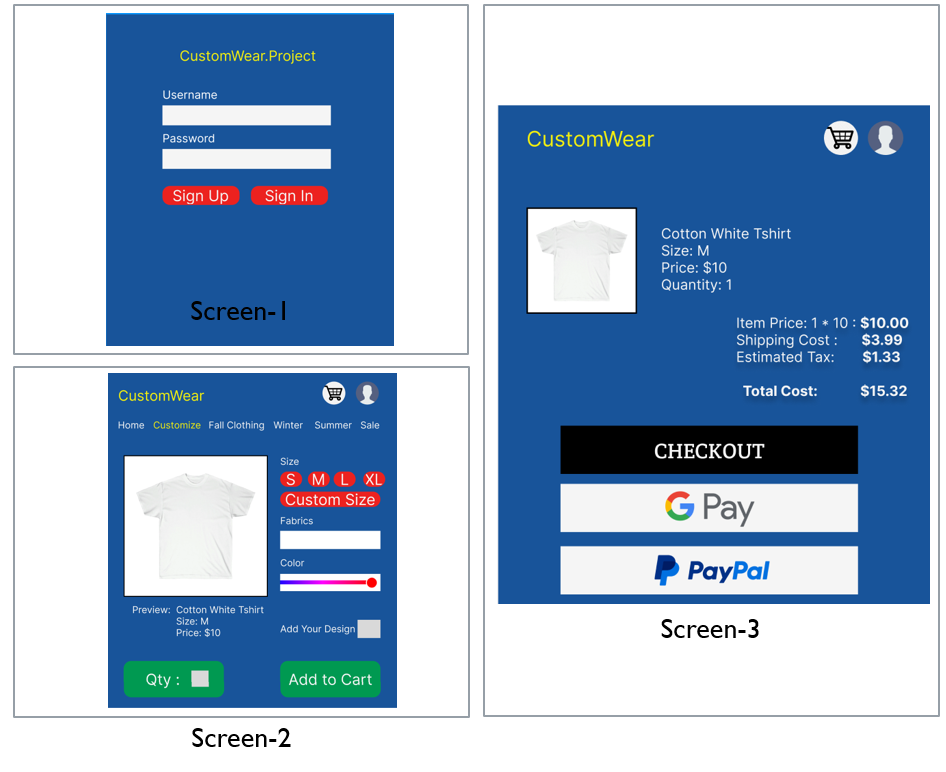 CustomWear.Project
Username
Password
Sign Up Sign In
Screen-1
CustomWear
Home Customize Fall Clothing Winter Summer Sale
Size
S M L XL
Custom Size
Fabrics
Color
Preview: Cotton White Tshirt
Size: M
Price: $10
Add Your Design
Qty : Add to Cart
Screen-2
CustomWear
Cotton White Tshirt
Size: M
Price: $10
Quantity: 1
Item Price: 1 * 10 : $10.00
Shipping Cost : $3.99
Estimated Tax: $1.33
Total Cost: $15.32
CHECKOUT
G Pay
PayPal
Screen-3